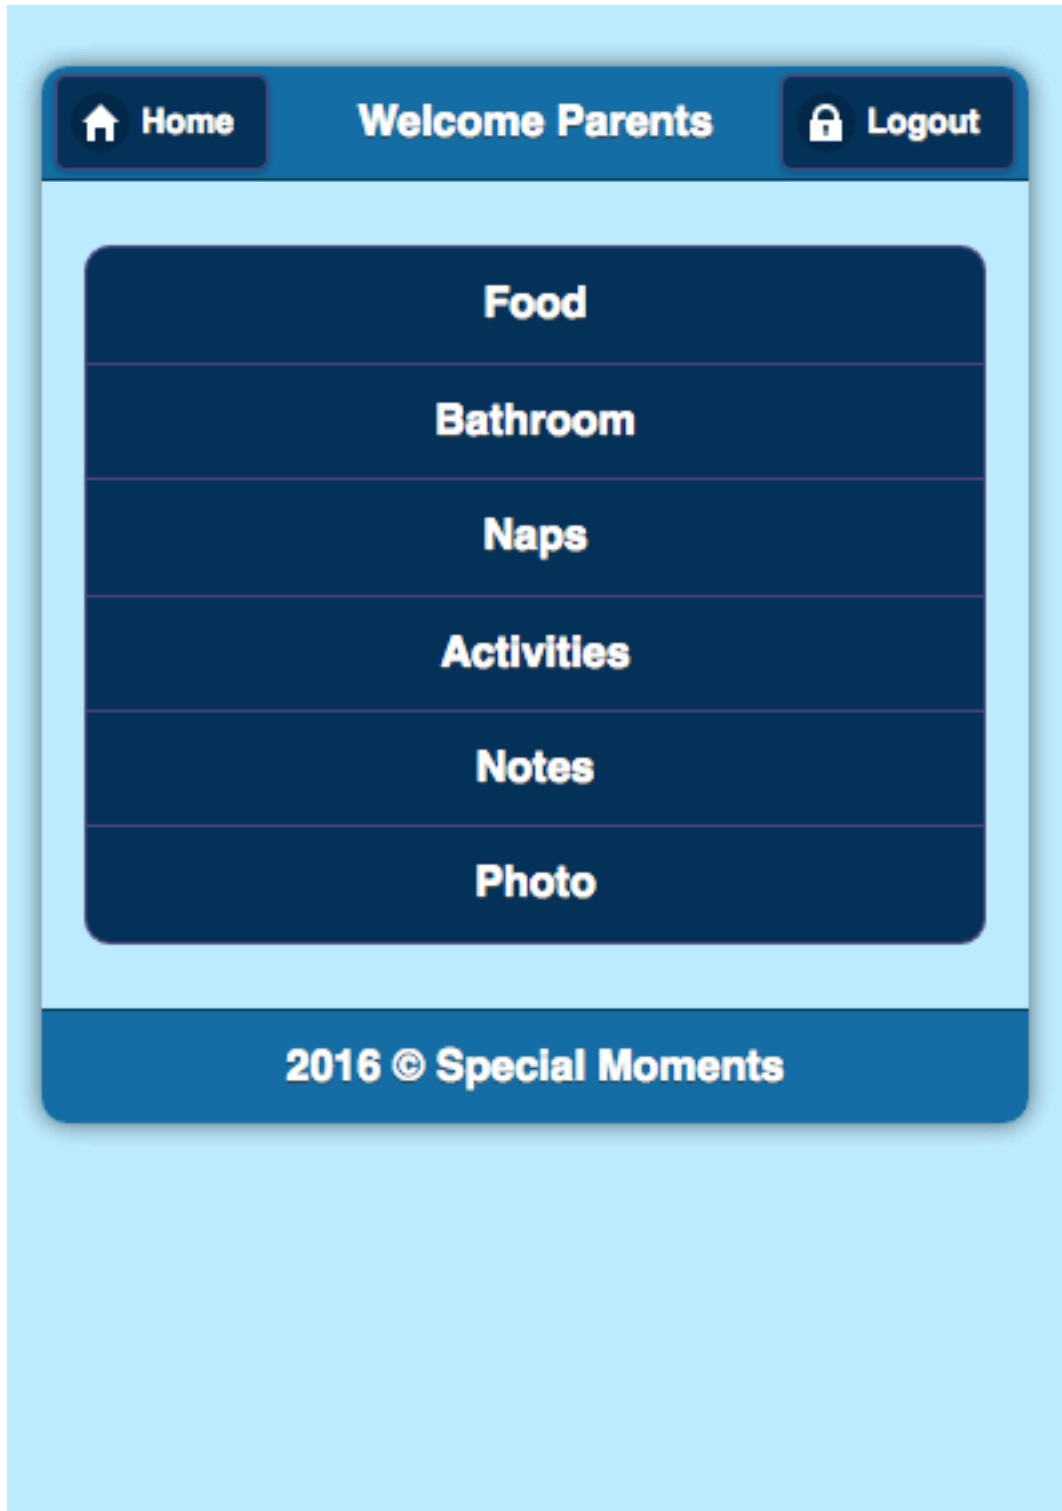 Home Welcome Parents Logout
Food
Bathroom
Naps
Activities
Notes
Photo
2016 © Special Moments